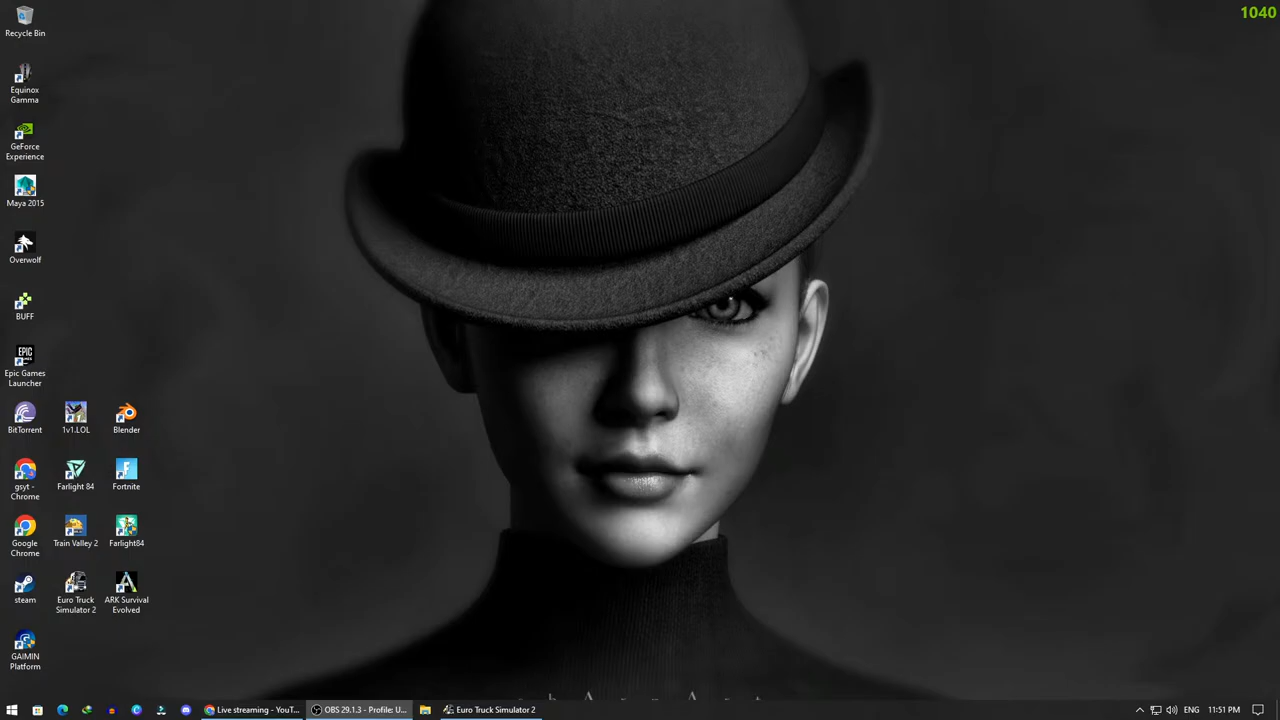 1040
Recycle Bin
Equinox
Gamma
GeForce
Experience
Maya 2015
Overwolf
BUFF
EPIC
GAMES
Epic Games
Launcher
BitTorrent
1v1.LOL
Blender
gsyt -
Chrome
Farlight 84
Fortnite
Google
Chrome
Train Valley 2
Farlight84
steam
Euro Truck
Simulator 2
ARK Survival
Evolved
GAIMIN
Platform
Live streaming - YouT...
OBS 29.1.3 - Profile: U...
Euro Truck Simulator 2
ENG
11:51 PM